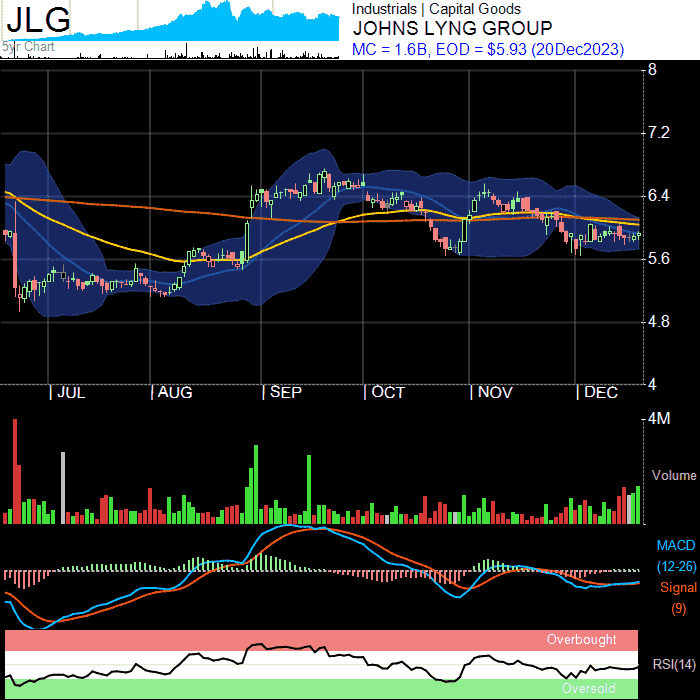 JLG
5yr Chart
Industrials | Capital Goods
JOHNS LYNG GROUP
MC = 1.6B, EOD = $5.93 (20Dec2023)
8
7.2
6.4
5.6
4.8
4
| JUL | AUG | SEP | OCT | NOV | DEC
4M
Volume
MACD
(12-26)
Signal
(9)
Overbought
RSI(14)
Oversold